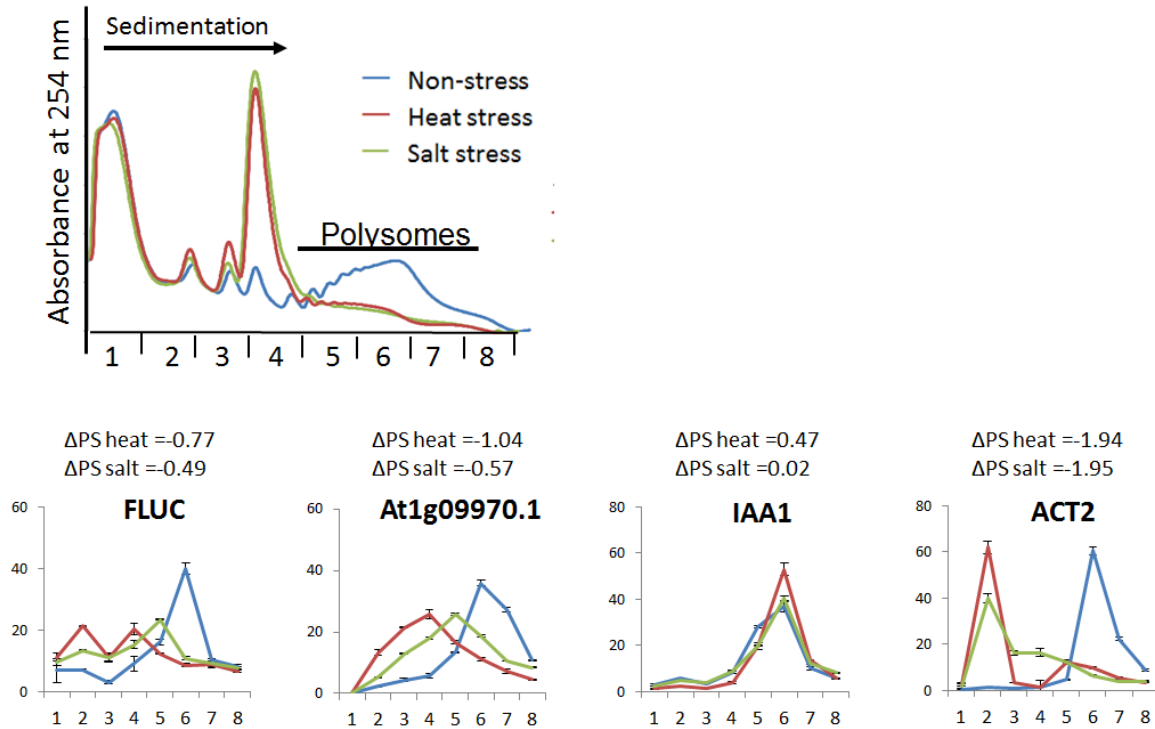 Absorbance at 254 nm
Sedimentation
Non-stress
Heat stress
Salt stress
Polysomes
1 2 3 4 5 6 7 8
ΔPS heat =-0.77
ΔPS salt =-0.49
FLUC
60
40
20
0
1 2 3 4 5 6 7 8
ΔPS heat =-1.04
ΔPS salt =-0.57
At1g09970.1
60
40
20
0
1 2 3 4 5 6 7 8
ΔPS heat =0.47
ΔPS salt =0.02
IAA1
80
60
40
20
0
1 2 3 4 5 6 7 8
ΔPS heat =-1.94
ΔPS salt =-1.95
ACT2
80
60
40
20
0
1 2 3 4 5 6 7 8